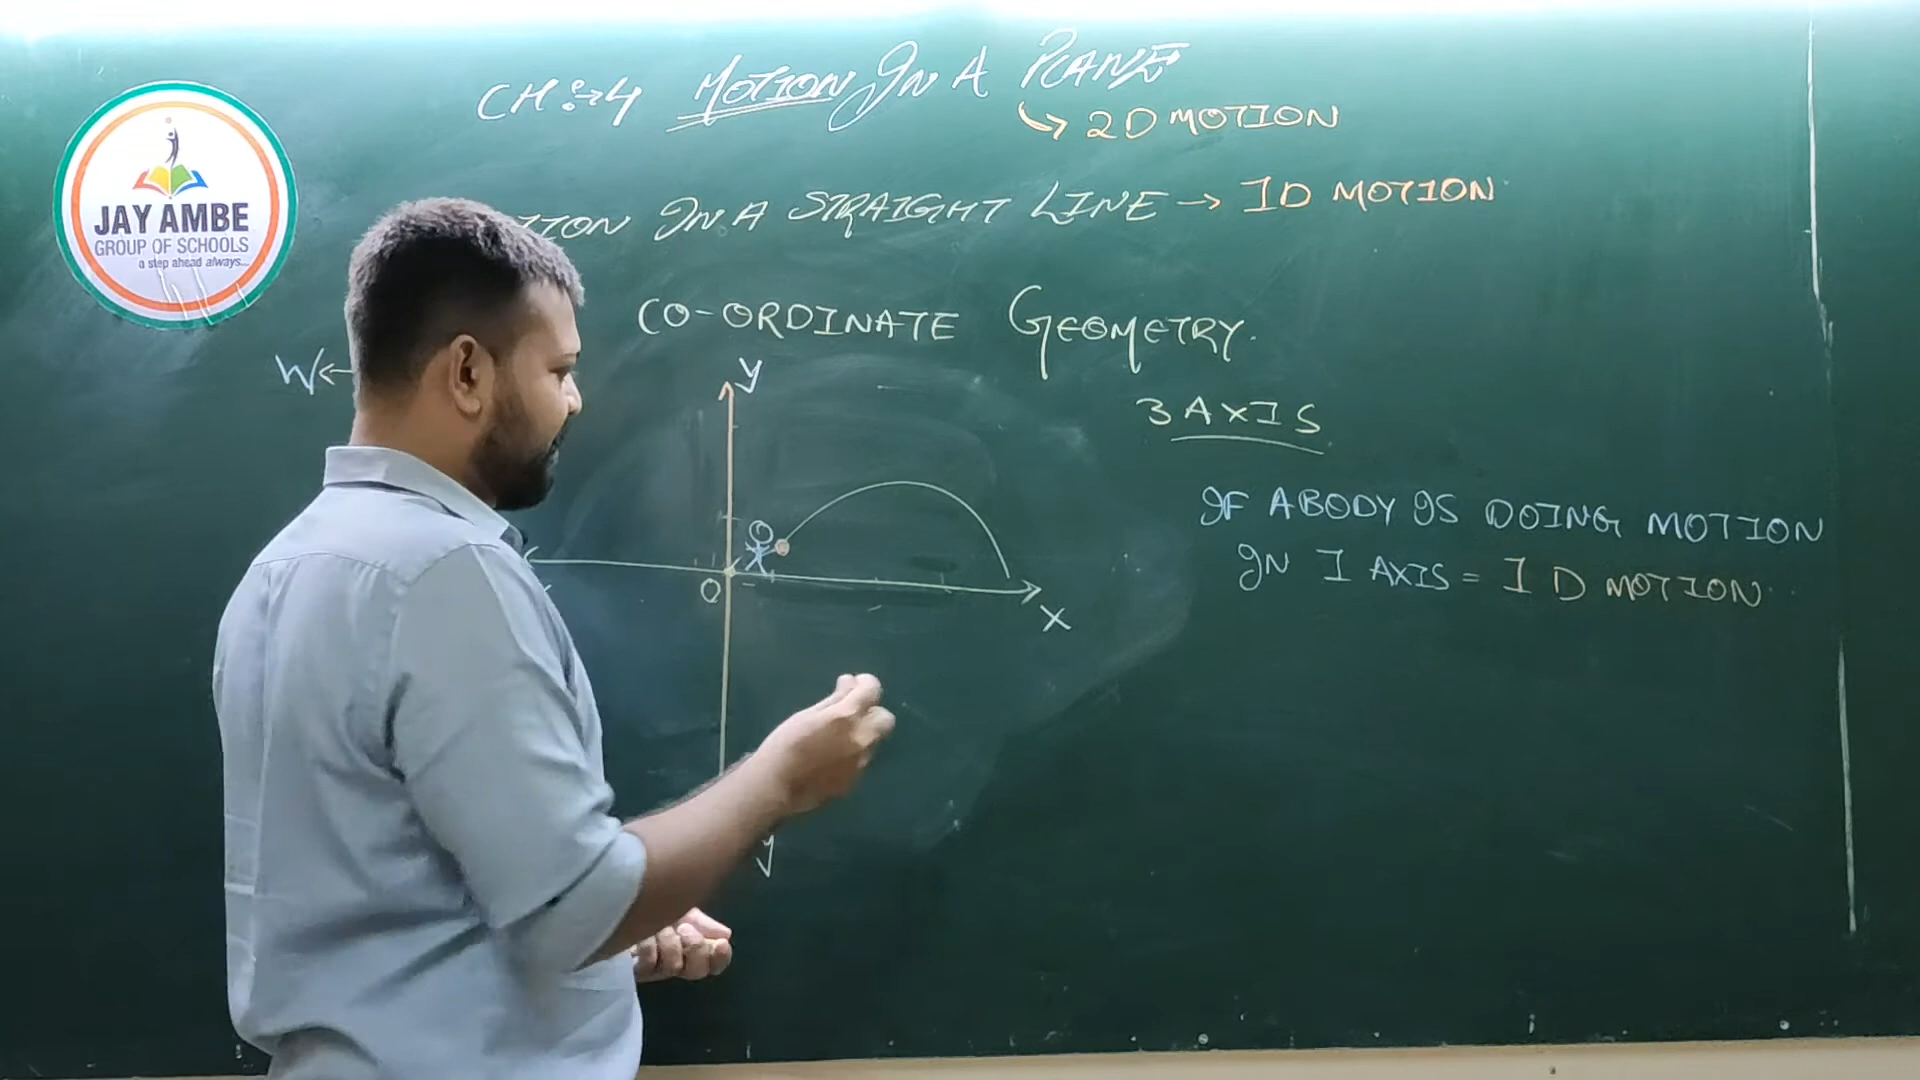 CH:→4 MOTION IN A PLANE
↳ 2D MOTION
IN A STRAIGHT LINE → 1D MOTION
JAY AMBE
GROUP OF SCHOOLS
a step ahead always...
CO-ORDINATE GEOMETRY.
W←
y
3 AXIS
IF A BODY IS DOING MOTION
IN 1 AXIS = 1 D MOTION
O
X
y